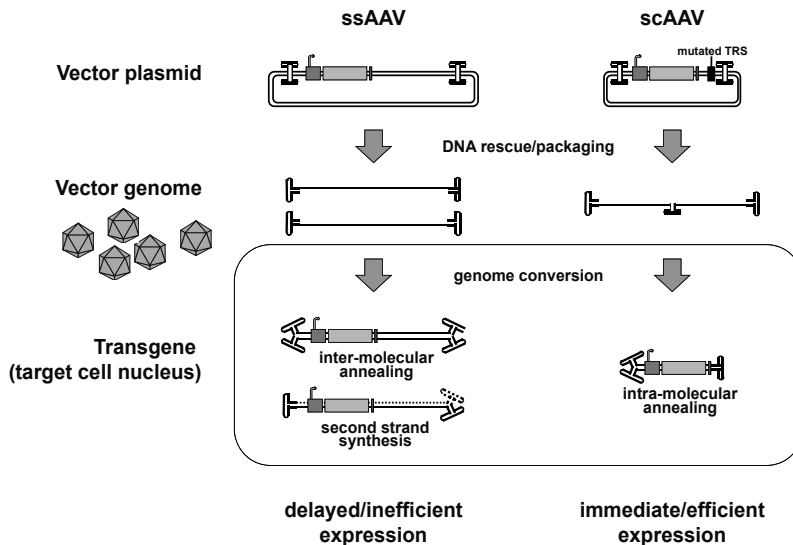 ssAAV
scAAV
mutated TRS
Vector plasmid
DNA rescue/packaging
Vector genome
genome conversion
Transgene
(target cell nucleus)
inter-molecular
annealing
second strand
synthesis
intra-molecular
annealing
delayed/inefficient
expression
immediate/efficient
expression